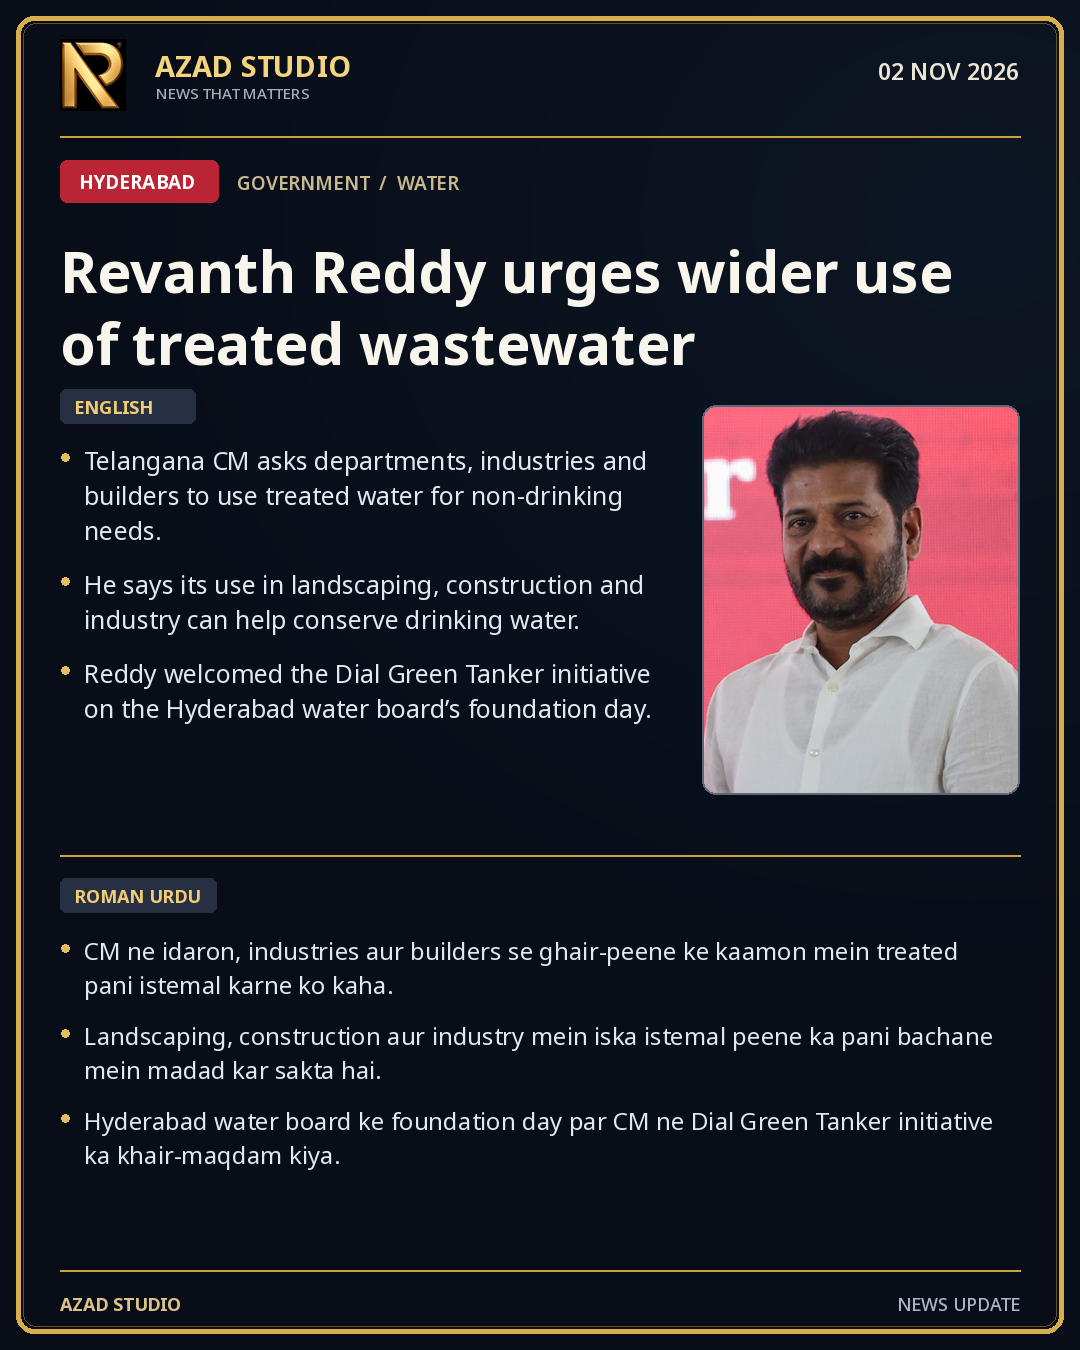 AZAD STUDIO
NEWS THAT MATTERS
02 NOV 2026
HYDERABAD
GOVERNMENT / WATER
Revanth Reddy urges wider use
of treated wastewater
ENGLISH
• Telangana CM asks departments, industries and
builders to use treated water for non-drinking
needs.
• He says its use in landscaping, construction and
industry can help conserve drinking water.
• Reddy welcomed the Dial Green Tanker initiative
on the Hyderabad water board’s foundation day.
r
ROMAN URDU
• CM ne idaron, industries aur builders se ghair-peene ke kaamon mein treated
pani istemal karne ko kaha.
• Landscaping, construction aur industry mein iska istemal peene ka pani bachane
mein madad kar sakta hai.
• Hyderabad water board ke foundation day par CM ne Dial Green Tanker initiative
ka khair-maqdam kiya.
AZAD STUDIO
NEWS UPDATE